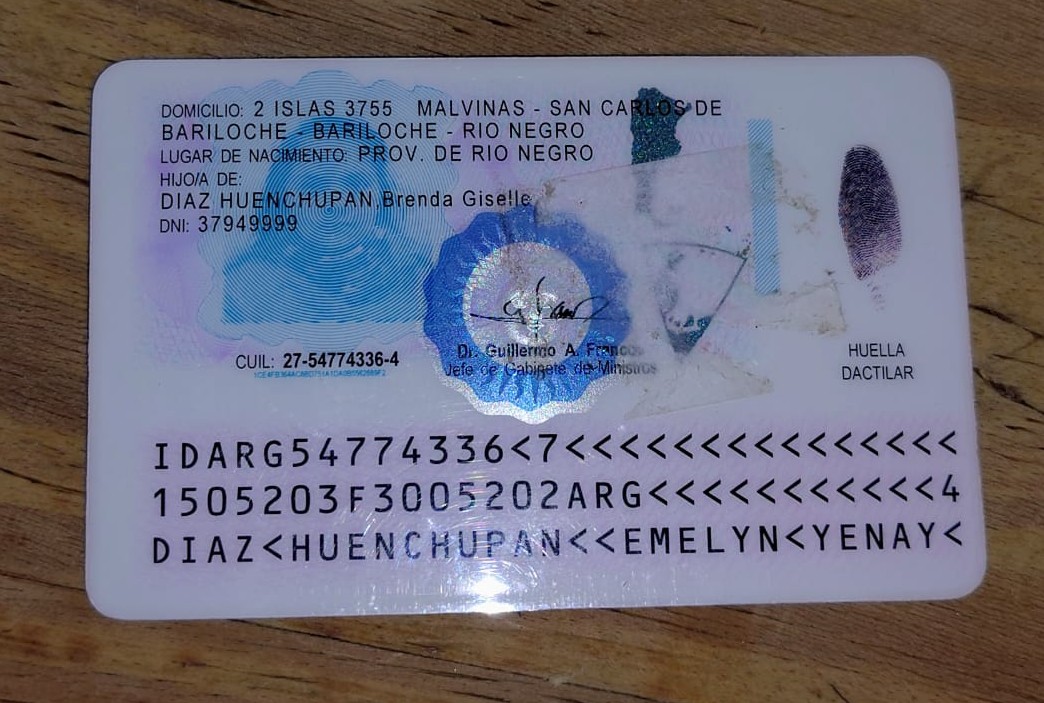 DOMICILIO: 2 ISLAS 3755 MALVINAS - SAN CARLOS DE
BARILOCHE - BARILOCHE - RIO NEGRO
LUGAR DE NACIMIENTO: PROV. DE RIO NEGRO
HIJO/A DE:
DIAZ HUENCHUPAN Brenda Giselle
DNI: 37949999
Dr. Guillermo A. Francos
Jefe de Gabinete de Ministros
CUIL: 27-54774336-4
HUELLA
DACTILAR
IDARG54774336<7<<<<<<<<<<<<<<<
1505203F3005202ARG<<<<<<<<<<<4
DIAZ<HUENCHUPAN<<EMELYN<YENAY<